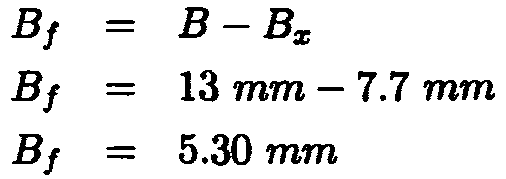 B_f = B − B_x
B_f = 13 mm − 7.7 mm
B_f = 5.30 mm